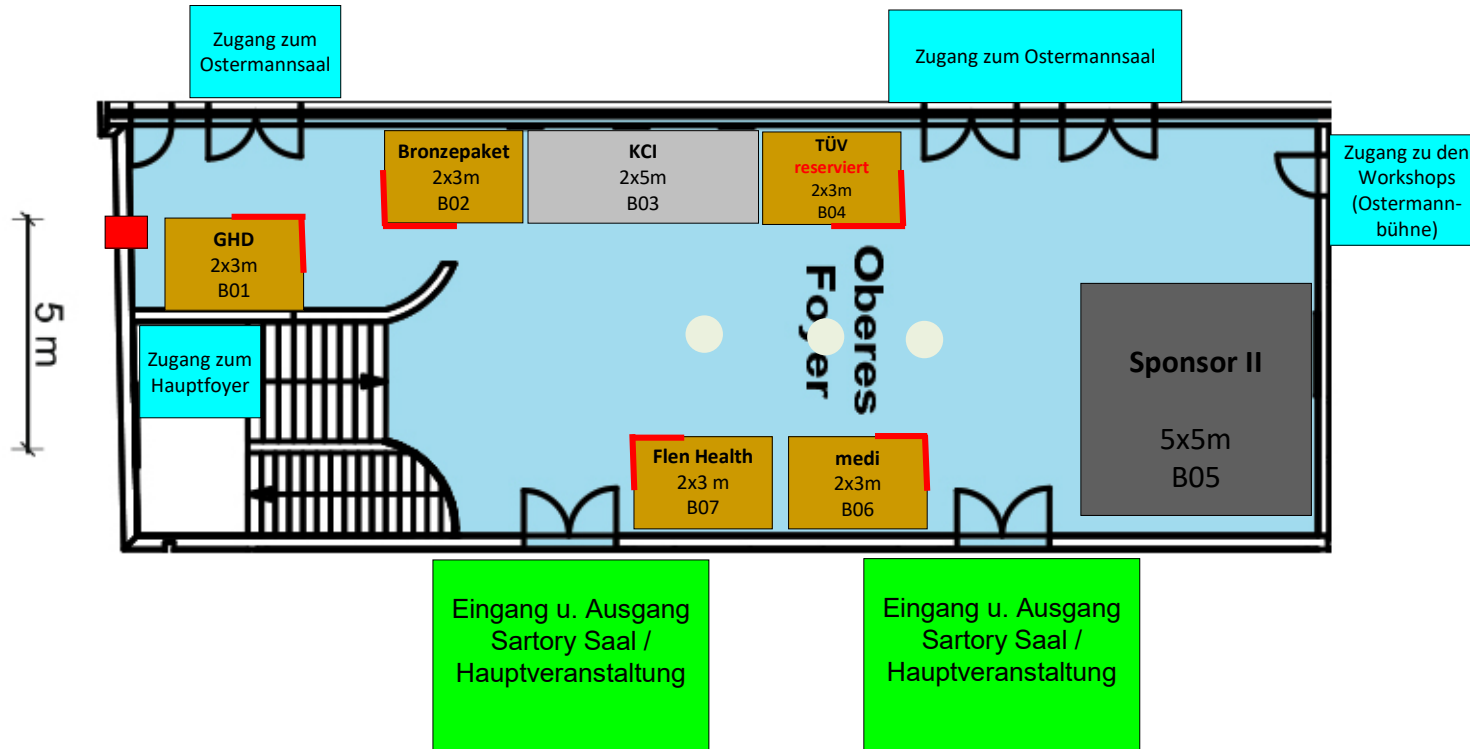 Zugang zum
Ostermannsaal
Zugang zum Ostermannsaal
Bronzepaket
2x3m
B02
KCI
2x5m
B03
TÜV
reserviert
2x3m
B04
Zugang zu den
Workshops
(Ostermann-
bühne)
GHD
2x3m
B01
5 m
Oberes
Foyer
Zugang zum
Hauptfoyer
Sponsor II
5x5m
B05
Flen Health
2x3 m
B07
medi
2x3m
B06
Eingang u. Ausgang
Sartory Saal /
Hauptveranstaltung
Eingang u. Ausgang
Sartory Saal /
Hauptveranstaltung